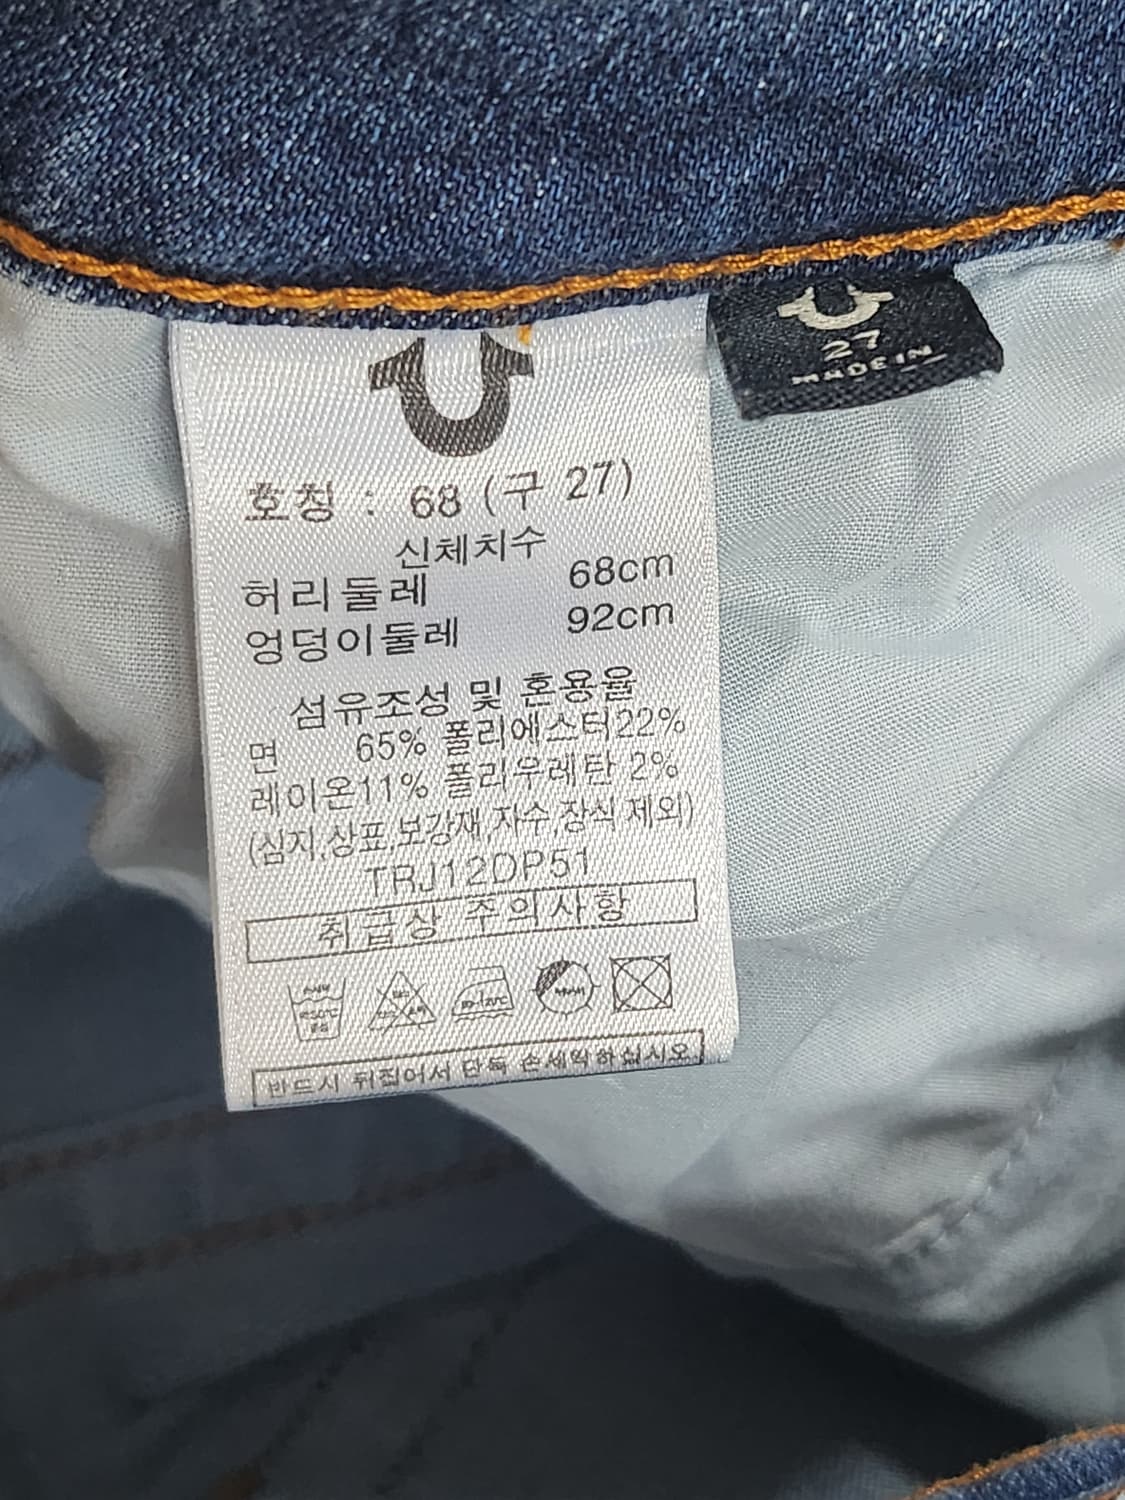 호칭 : 68 (구 27)
신체치수
허리둘레 68cm
엉덩이둘레 92cm
섬유조성 및 혼용율
면 65% 폴리에스터22%
레이온11% 폴리우레탄 2%
(심지,상표,보강재,자수,장식 제외)
TRJ12DP51
취급상 주의사항
80~120℃
반드시 뒤집어서 단독 손세탁하십시오
27
MADE IN